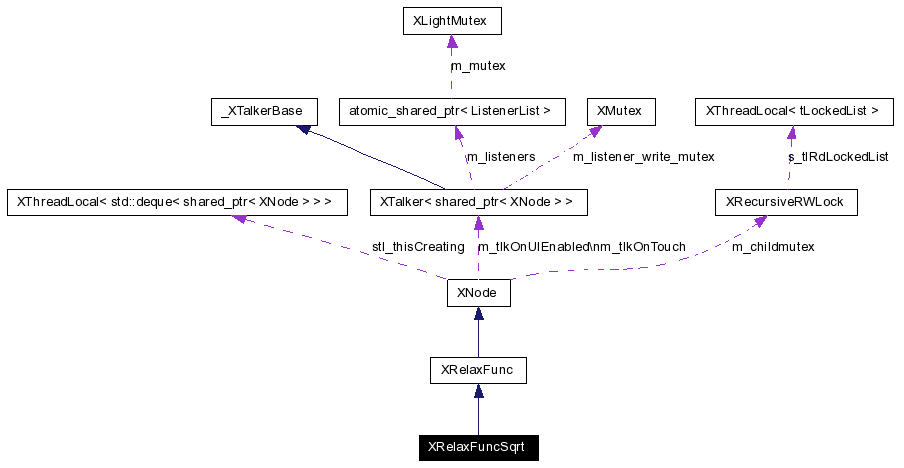 XLightMutex
m_mutex
_XTalkerBase
atomic_shared_ptr< ListenerList >
XMutex
XThreadLocal< tLockedList >
m_listeners
m_listener_write_mutex
s_tlRdLockedList
XThreadLocal< std::deque< shared_ptr< XNode > > >
XTalker< shared_ptr< XNode > >
XRecursiveRWLock
stl_thisCreating
m_tlkOnUIEnabled\nm_tlkOnTouch
m_childmutex
XNode
XRelaxFunc
XRelaxFuncSqrt